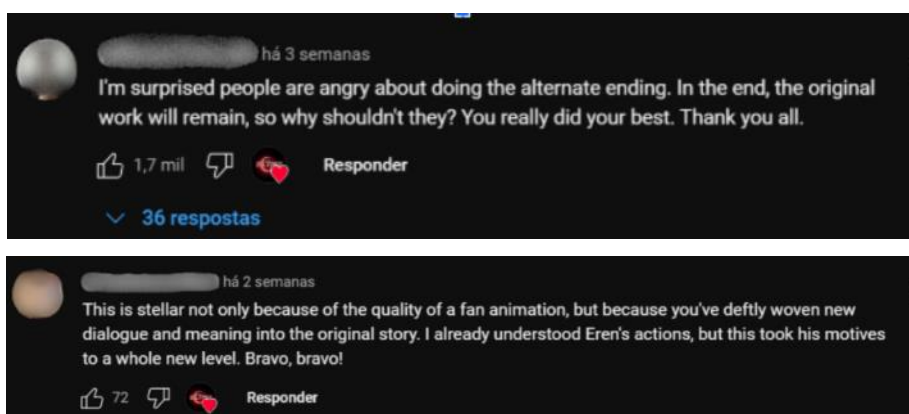 há 3 semanas
I'm surprised people are angry about doing the alternate ending. In the end, the original
work will remain, so why shouldn't they? You really did your best. Thank you all.
1,7 mil Responder
36 respostas
há 2 semanas
This is stellar not only because of the quality of a fan animation, but because you've deftly woven new
dialogue and meaning into the original story. I already understood Eren's actions, but this took his motives
to a whole new level. Bravo, bravo!
72 Responder